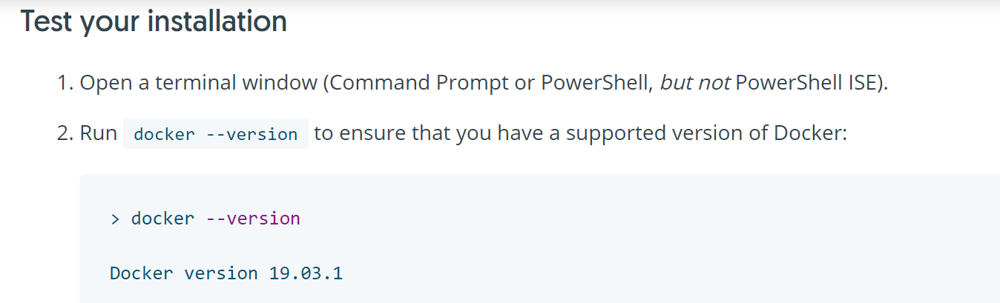 Test your installation
1. Open a terminal window (Command Prompt or PowerShell, but not PowerShell ISE).
2. Run docker --version to ensure that you have a supported version of Docker:
> docker --version
Docker version 19.03.1